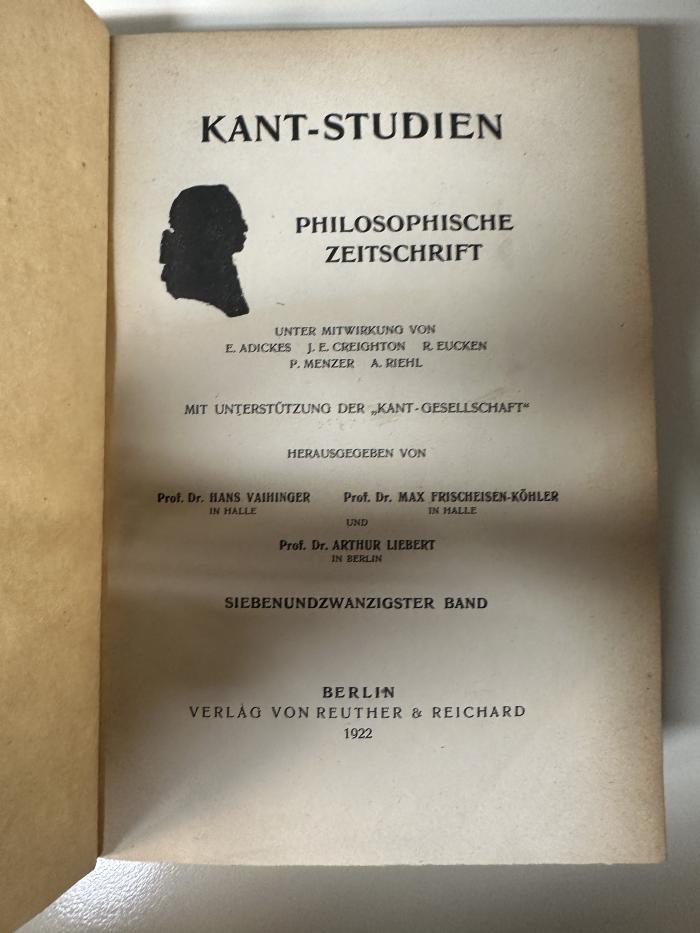 KANT-STUDIEN
PHILOSOPHISCHE
ZEITSCHRIFT
UNTER MITWIRKUNG VON
E. ADICKES J. E. CREIGHTON R. EUCKEN
P. MENZER A. RIEHL
MIT UNTERSTÜTZUNG DER „KANT-GESELLSCHAFT“
HERAUSGEGEBEN VON
Prof. Dr. HANS VAIHINGER Prof. Dr. MAX FRISCHEISEN-KÖHLER
IN HALLE IN HALLE
UND
Prof. Dr. ARTHUR LIEBERT
IN BERLIN
SIEBENUNDZWANZIGSTER BAND
BERLIN
VERLAG VON REUTHER & REICHARD
1922